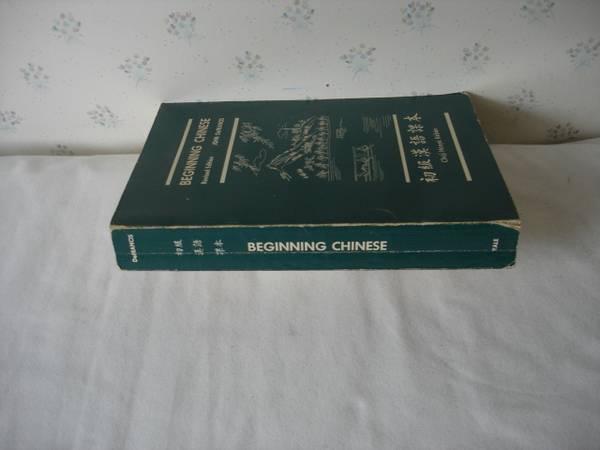 BEGINNING CHINESE
JOHN DeFRANCIS
Revised Edition
初級漢語課本
DeFRANCIS
初級
漢語
課本
BEGINNING CHINESE
YALE